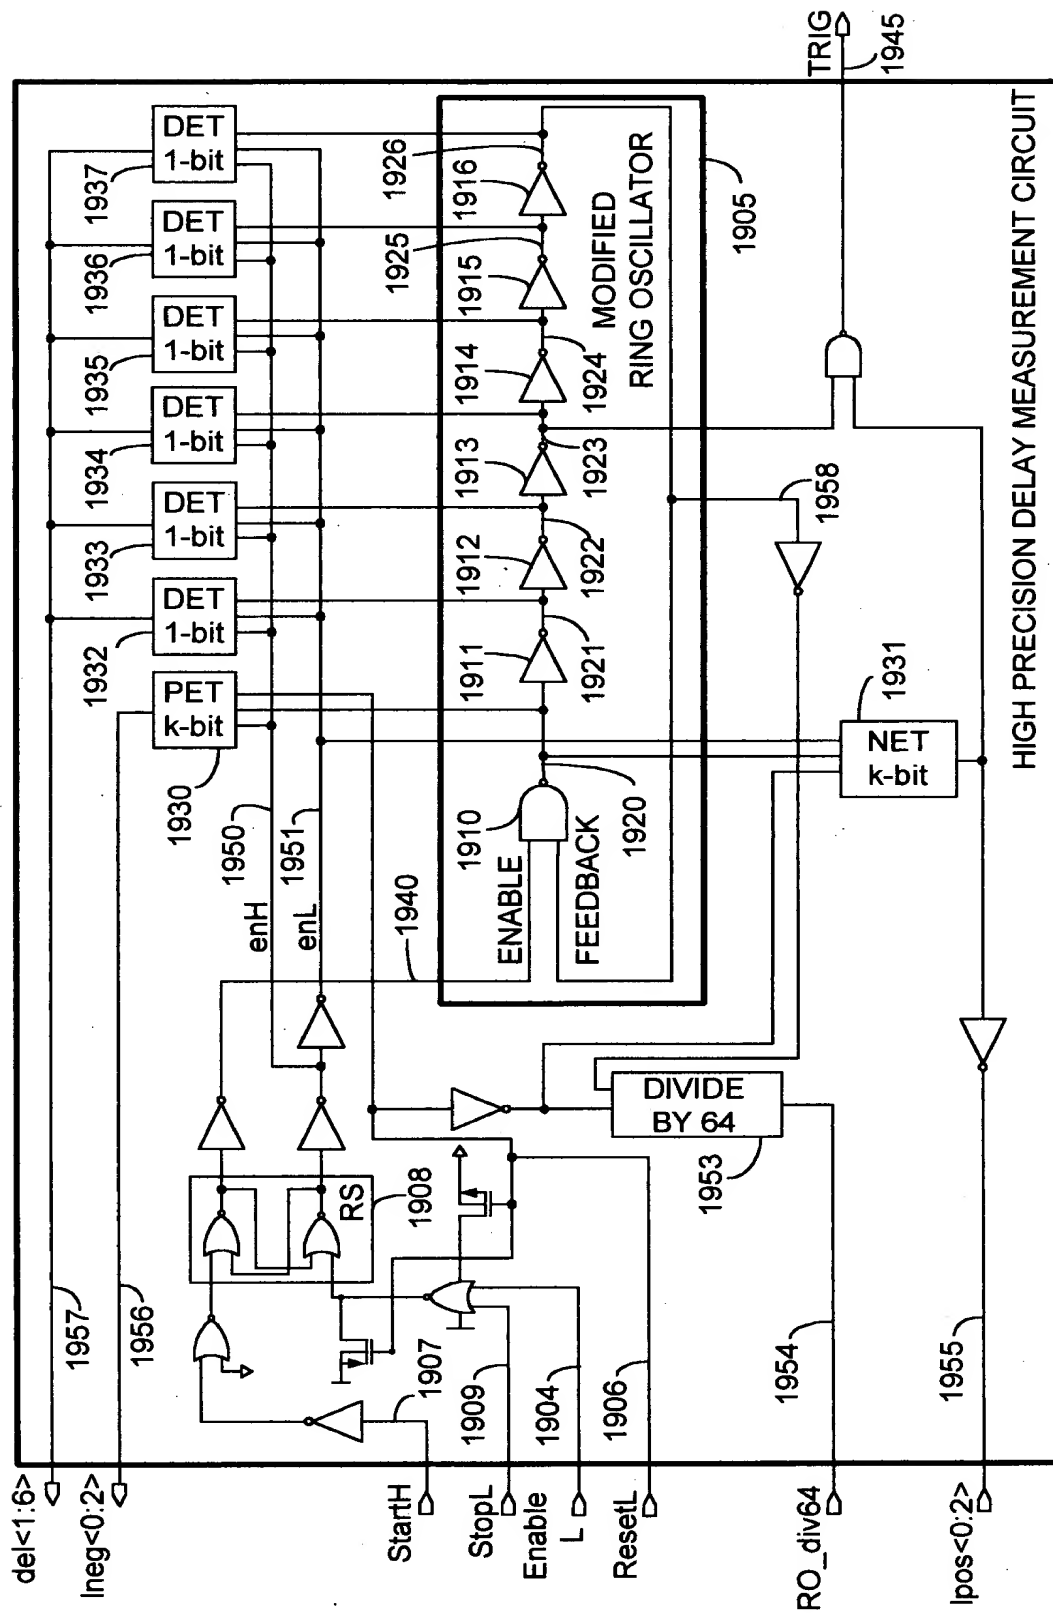 del<1:6>
Ineg<0:2>
StartH
StopL
Enable
L
ResetL
RO_div64
Ipos<0:2>
1957
1956
1907
1909
1904
1906
1954
1955
RS
1908
DIVIDE
BY 64
1953
enH
enL
1950
1951
1940
PET
k-bit
1930
DET
1-bit
1932
DET
1-bit
1933
DET
1-bit
1934
DET
1-bit
1935
DET
1-bit
1936
DET
1-bit
1937
ENABLE
FEEDBACK
1910
1920
1911
1921
1912
1922
1913
1923
1914
1924
1915
1925
1916
1926
MODIFIED
RING OSCILLATOR
1905
1958
NET
k-bit
1931
TRIG
1945
HIGH PRECISION DELAY MEASUREMENT CIRCUIT